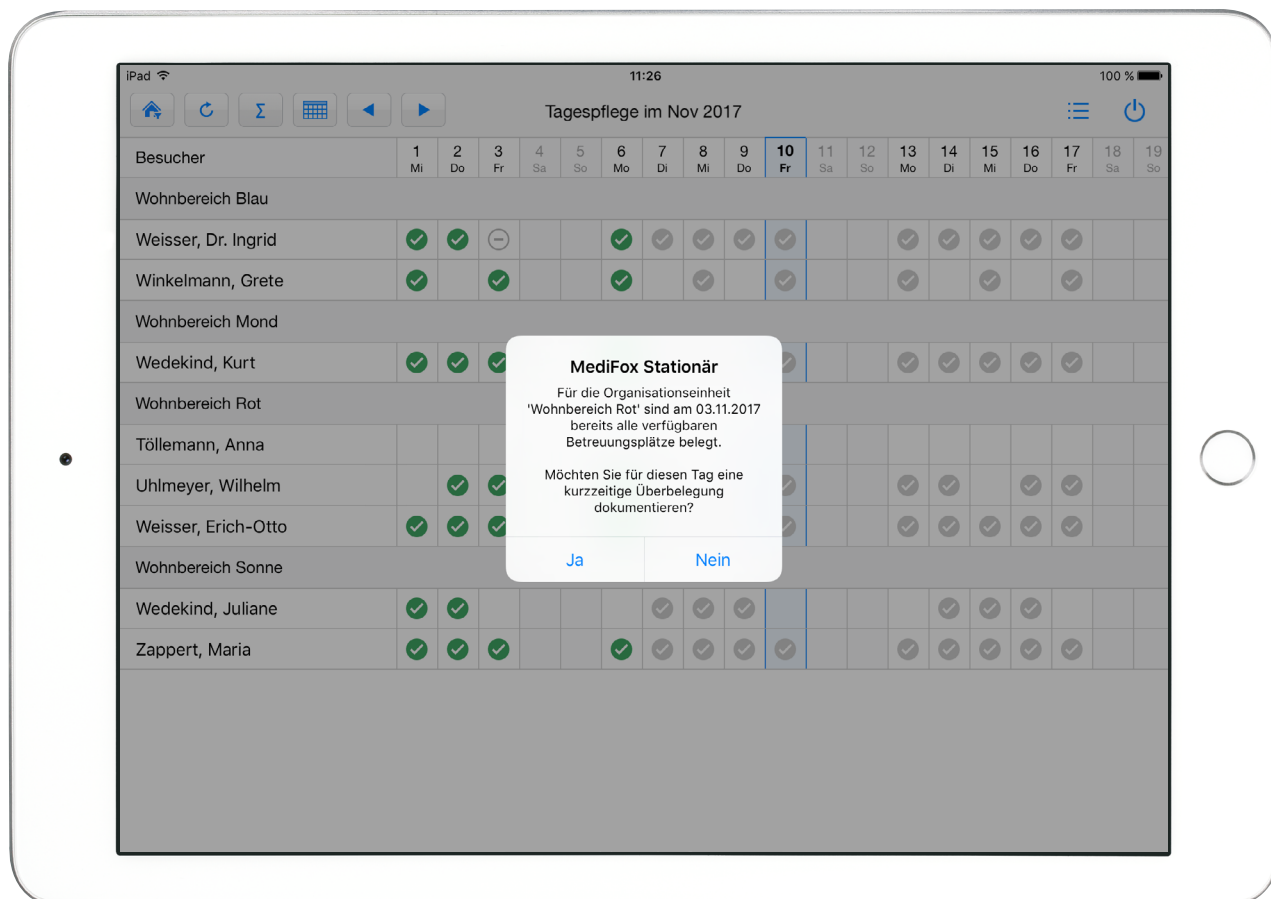 iPad 11:26 100 %
Σ Tagespflege im Nov 2017
Besucher 1 2 3 4 5 6 7 8 9 10 11 12 13 14 15 16 17 18 19
Mi Do Fr Sa So Mo Di Mi Do Fr Sa So Mo Di Mi Do Fr Sa So
Wohnbereich Blau
Weisser, Dr. Ingrid
Winkelmann, Grete
Wohnbereich Mond
Wedekind, Kurt
Wohnbereich Rot
Töllemann, Anna
Uhlmeyer, Wilhelm
Weisser, Erich-Otto
Wohnbereich Sonne
Wedekind, Juliane
Zappert, Maria
MediFox Stationär
Für die Organisationseinheit
'Wohnbereich Rot' sind am 03.11.2017
bereits alle verfügbaren
Betreuungsplätze belegt.
Möchten Sie für diesen Tag eine
kurzzeitige Überbelegung
dokumentieren?
Ja Nein